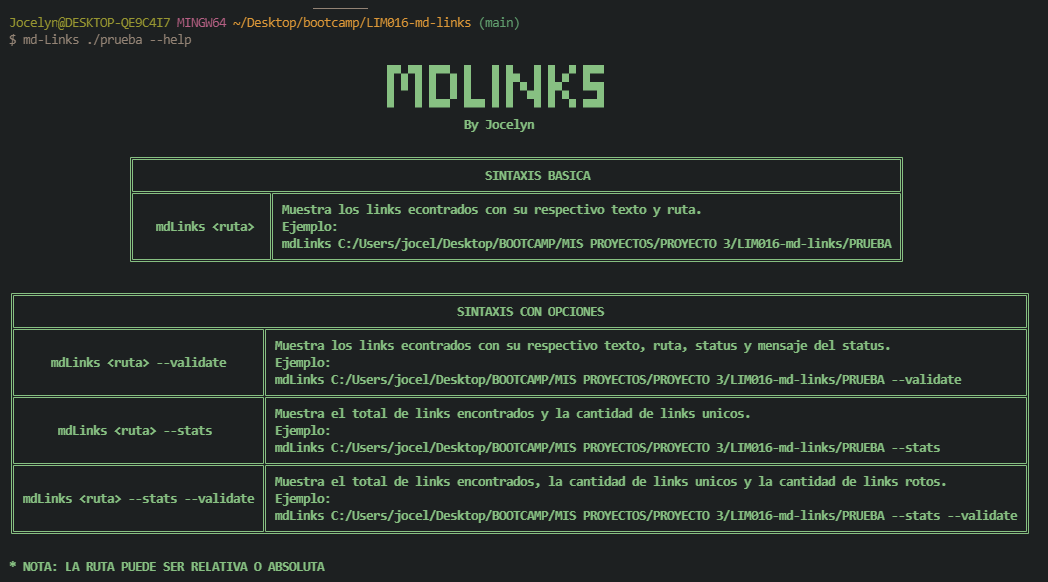 Jocelyn@DESKTOP-QE9C4I7 MINGW64 ~/Desktop/bootcamp/LIM016-md-links (main)
$ md-Links ./prueba --help
MDLINKS
By Jocelyn
SINTAXIS BASICA
mdLinks <ruta>
Muestra los links econtrados con su respectivo texto y ruta.
Ejemplo:
mdLinks C:/Users/jocel/Desktop/BOOTCAMP/MIS PROYECTOS/PROYECTO 3/LIM016-md-links/PRUEBA
SINTAXIS CON OPCIONES
mdLinks <ruta> --validate
Muestra los links econtrados con su respectivo texto, ruta, status y mensaje del status.
Ejemplo:
mdLinks C:/Users/jocel/Desktop/BOOTCAMP/MIS PROYECTOS/PROYECTO 3/LIM016-md-links/PRUEBA --validate
mdLinks <ruta> --stats
Muestra el total de links encontrados y la cantidad de links unicos.
Ejemplo:
mdLinks C:/Users/jocel/Desktop/BOOTCAMP/MIS PROYECTOS/PROYECTO 3/LIM016-md-links/PRUEBA --stats
mdLinks <ruta> --stats --validate
Muestra el total de links encontrados, la cantidad de links unicos y la cantidad de links rotos.
Ejemplo:
mdLinks C:/Users/jocel/Desktop/BOOTCAMP/MIS PROYECTOS/PROYECTO 3/LIM016-md-links/PRUEBA --stats --validate
* NOTA: LA RUTA PUEDE SER RELATIVA O ABSOLUTA